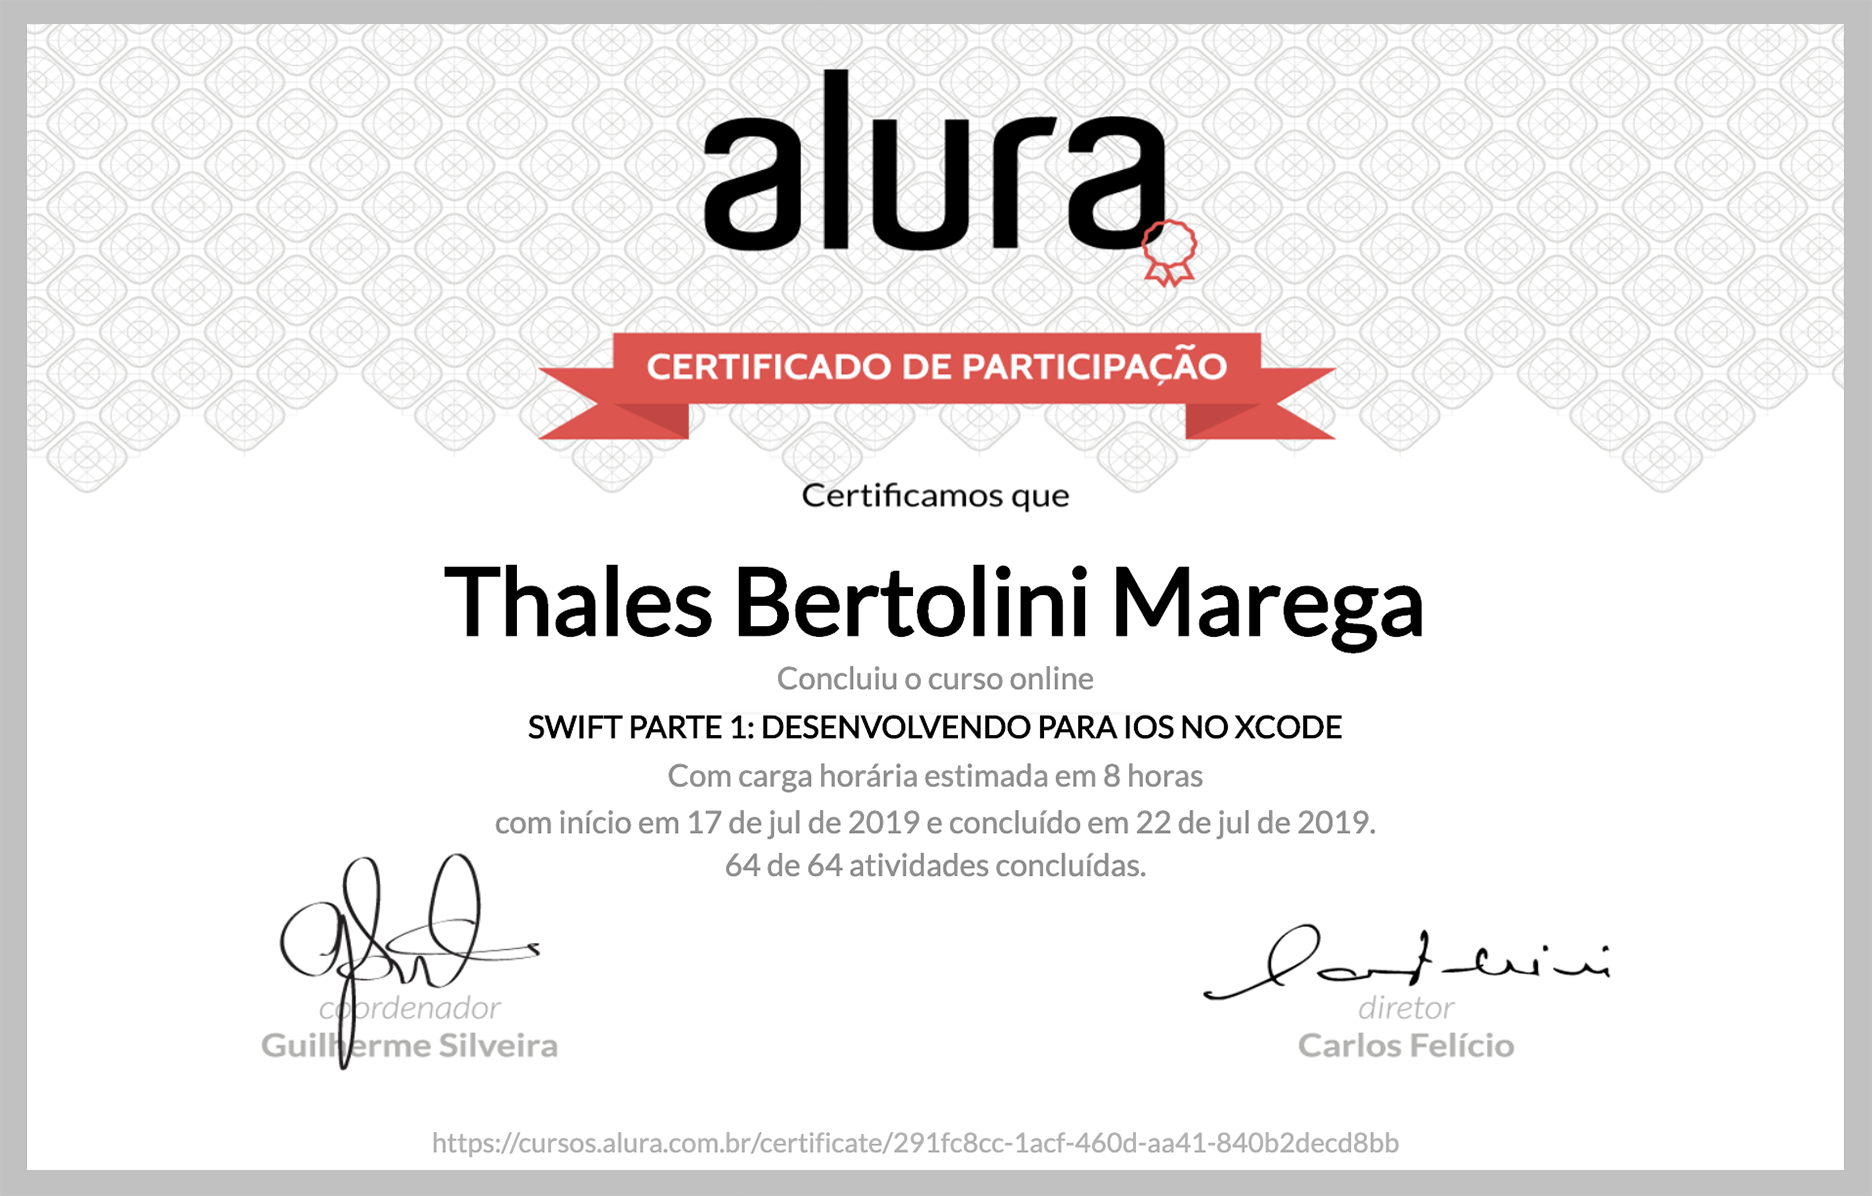 alura
CERTIFICADO DE PARTICIPAÇÃO
Certificamos que
Thales Bertolini Marega
Concluiu o curso online
SWIFT PARTE 1: DESENVOLVENDO PARA IOS NO XCODE
Com carga horária estimada em 8 horas
com início em 17 de jul de 2019 e concluído em 22 de jul de 2019.
64 de 64 atividades concluídas.
coordenador
Guilherme Silveira
diretor
Carlos Felício
https://cursos.alura.com.br/certificate/291fc8cc-1acf-460d-aa41-840b2decd8bb